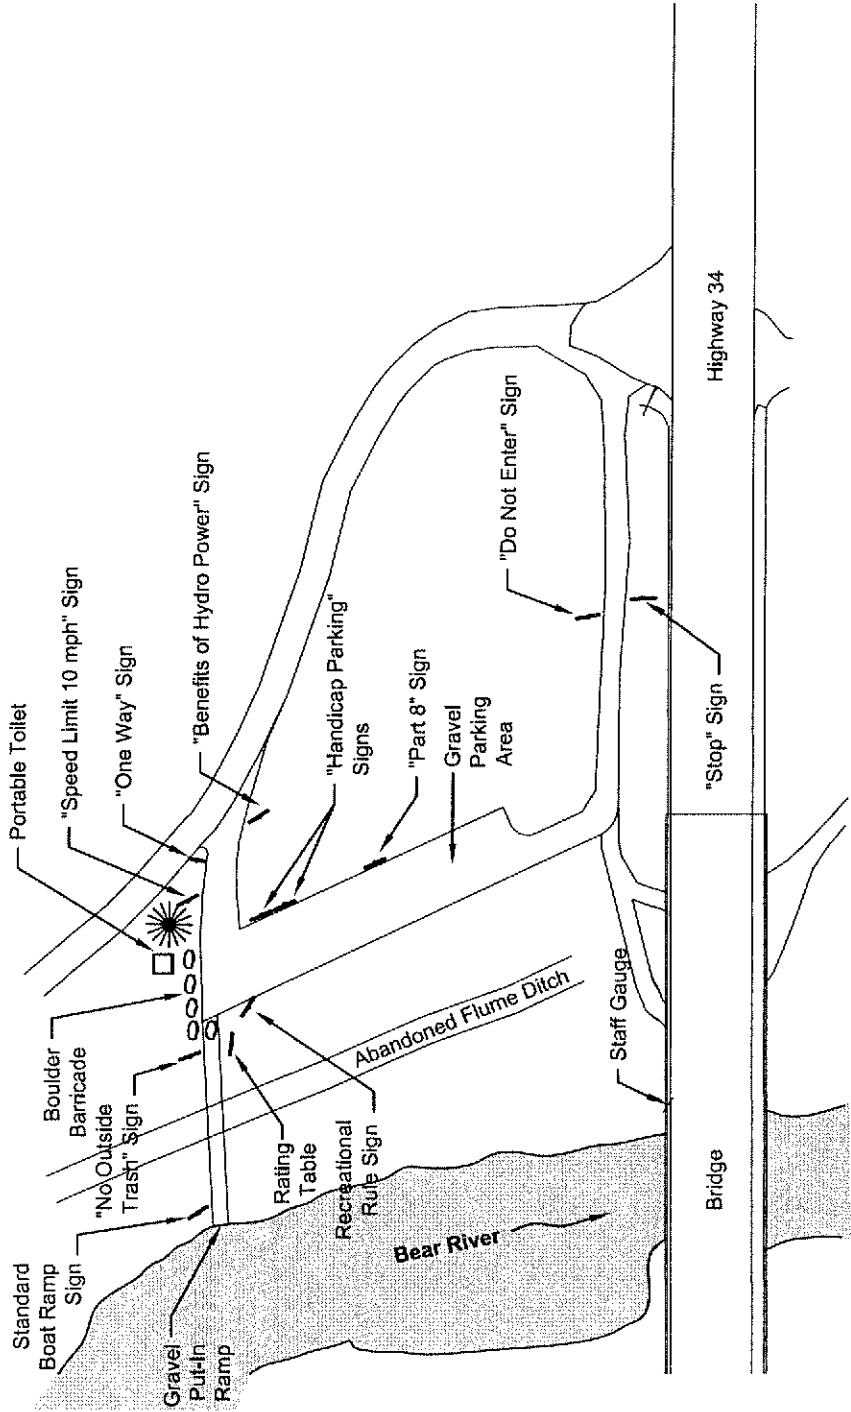 Portable Toilet
"Speed Limit 10 mph" Sign
"One Way" Sign
"Benefits of Hydro Power" Sign
Boulder
Barricade
"No Outside
Trash" Sign
Standard
Boat Ramp
Sign
Gravel
Put-In
Ramp
"Handicap Parking"
Signs
"Part 8" Sign
Gravel
Parking
Area
"Do Not Enter" Sign
Rating
Table
Recreational
Rule Sign
Abandoned Flume Ditch
Bear River
Staff Gauge
"Stop" Sign
Bridge
Highway 34